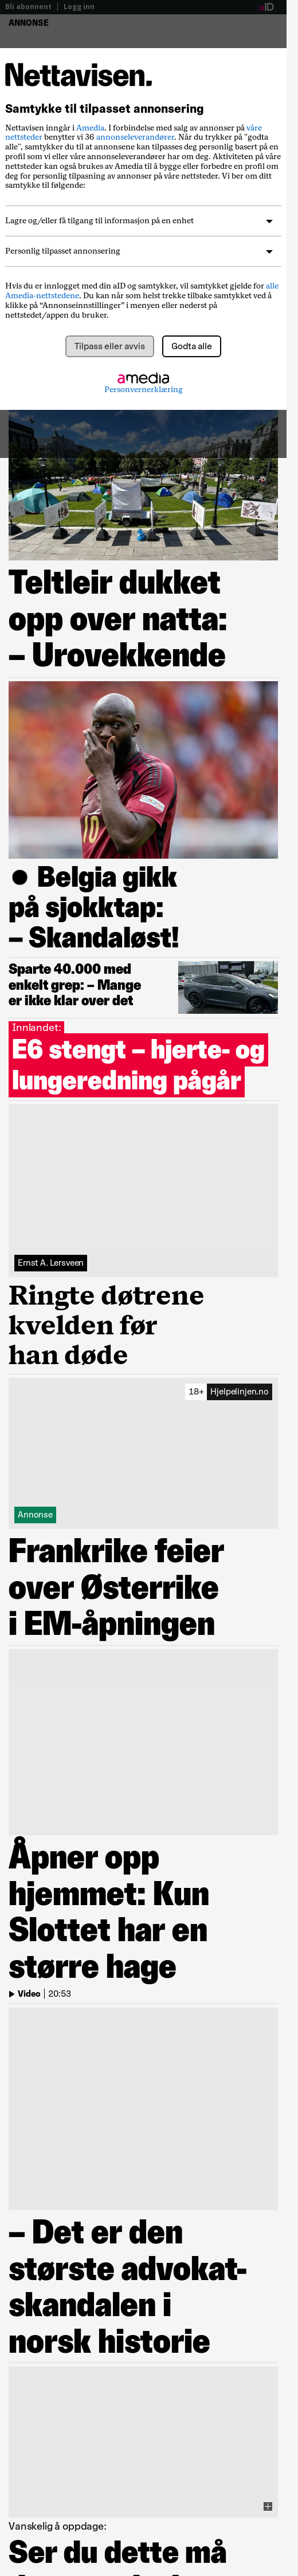 Bli abonnent | Logg inn
aID
ANNONSE
Nettavisen.
Samtykke til tilpasset annonsering
Nettavisen inngår i Amedia. I forbindelse med salg av annonser på våre
nettsteder benytter vi 36 annonseleverandører. Når du trykker på "godta
alle", samtykker du til at annonsene kan tilpasses deg personlig basert på en
profil som vi eller våre annonseleverandører har om deg. Aktiviteten på våre
nettsteder kan også brukes av Amedia til å bygge eller forbedre en profil om
deg til bruk for tilpasning av annonser på våre nettsteder. Vi ber om ditt
samtykke til følgende:
Lagre og/eller få tilgang til informasjon på en enhet
Personlig tilpasset annonsering
Hvis du er innlogget med din aID og samtykker, vil samtykket gjelde for alle
Amedia-nettstedene. Du kan når som helst trekke tilbake samtykket ved å
klikke på “Annonseinnstillinger” i menyen eller nederst på
nettstedet/appen du bruker.
Tilpass eller avvis
Godta alle
amedia
Personvernerklæring
Teltleir dukket
opp over natta:
– Urovekkende
● Belgia gikk
på sjokktap:
– Skandaløst!
Sparte 40.000 med
enkelt grep: – Mange
er ikke klar over det
Innlandet:
E6 stengt – hjerte- og
lungeredning pågår
Ernst A. Lersveen
Ringte døtrene
kvelden før
han døde
18+ Hjelpelinjen.no
Annonse
Frankrike feier
over Østerrike
i EM-åpningen
Åpner opp
hjemmet: Kun
Slottet har en
større hage
Video | 20:53
– Det er den
største advokat-
skandalen i
norsk historie
Vanskelig å oppdage:
Ser du dette må